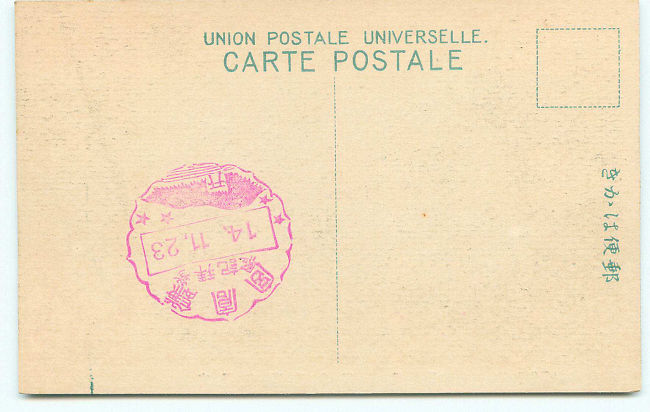 UNION POSTALE UNIVERSELLE.
CARTE POSTALE
郵便はがき
14.11.23